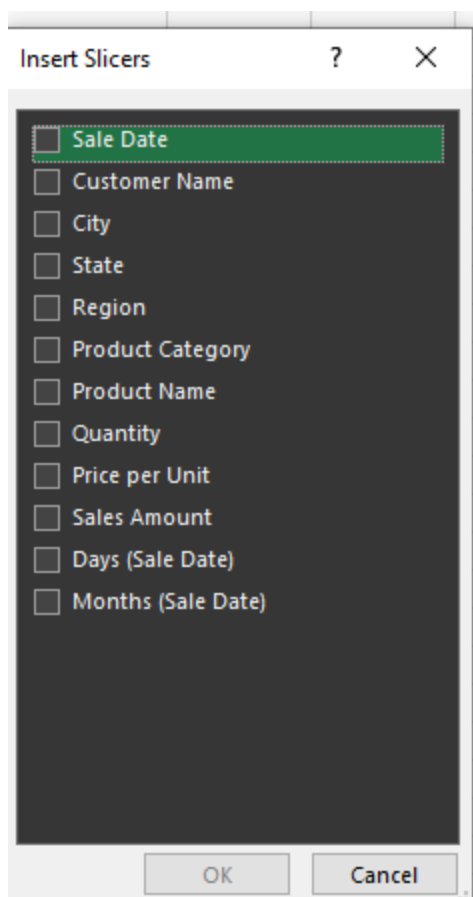 Insert Slicers ?
Sale Date
Customer Name
City
State
Region
Product Category
Product Name
Quantity
Price per Unit
Sales Amount
Days (Sale Date)
Months (Sale Date)
OK Cancel